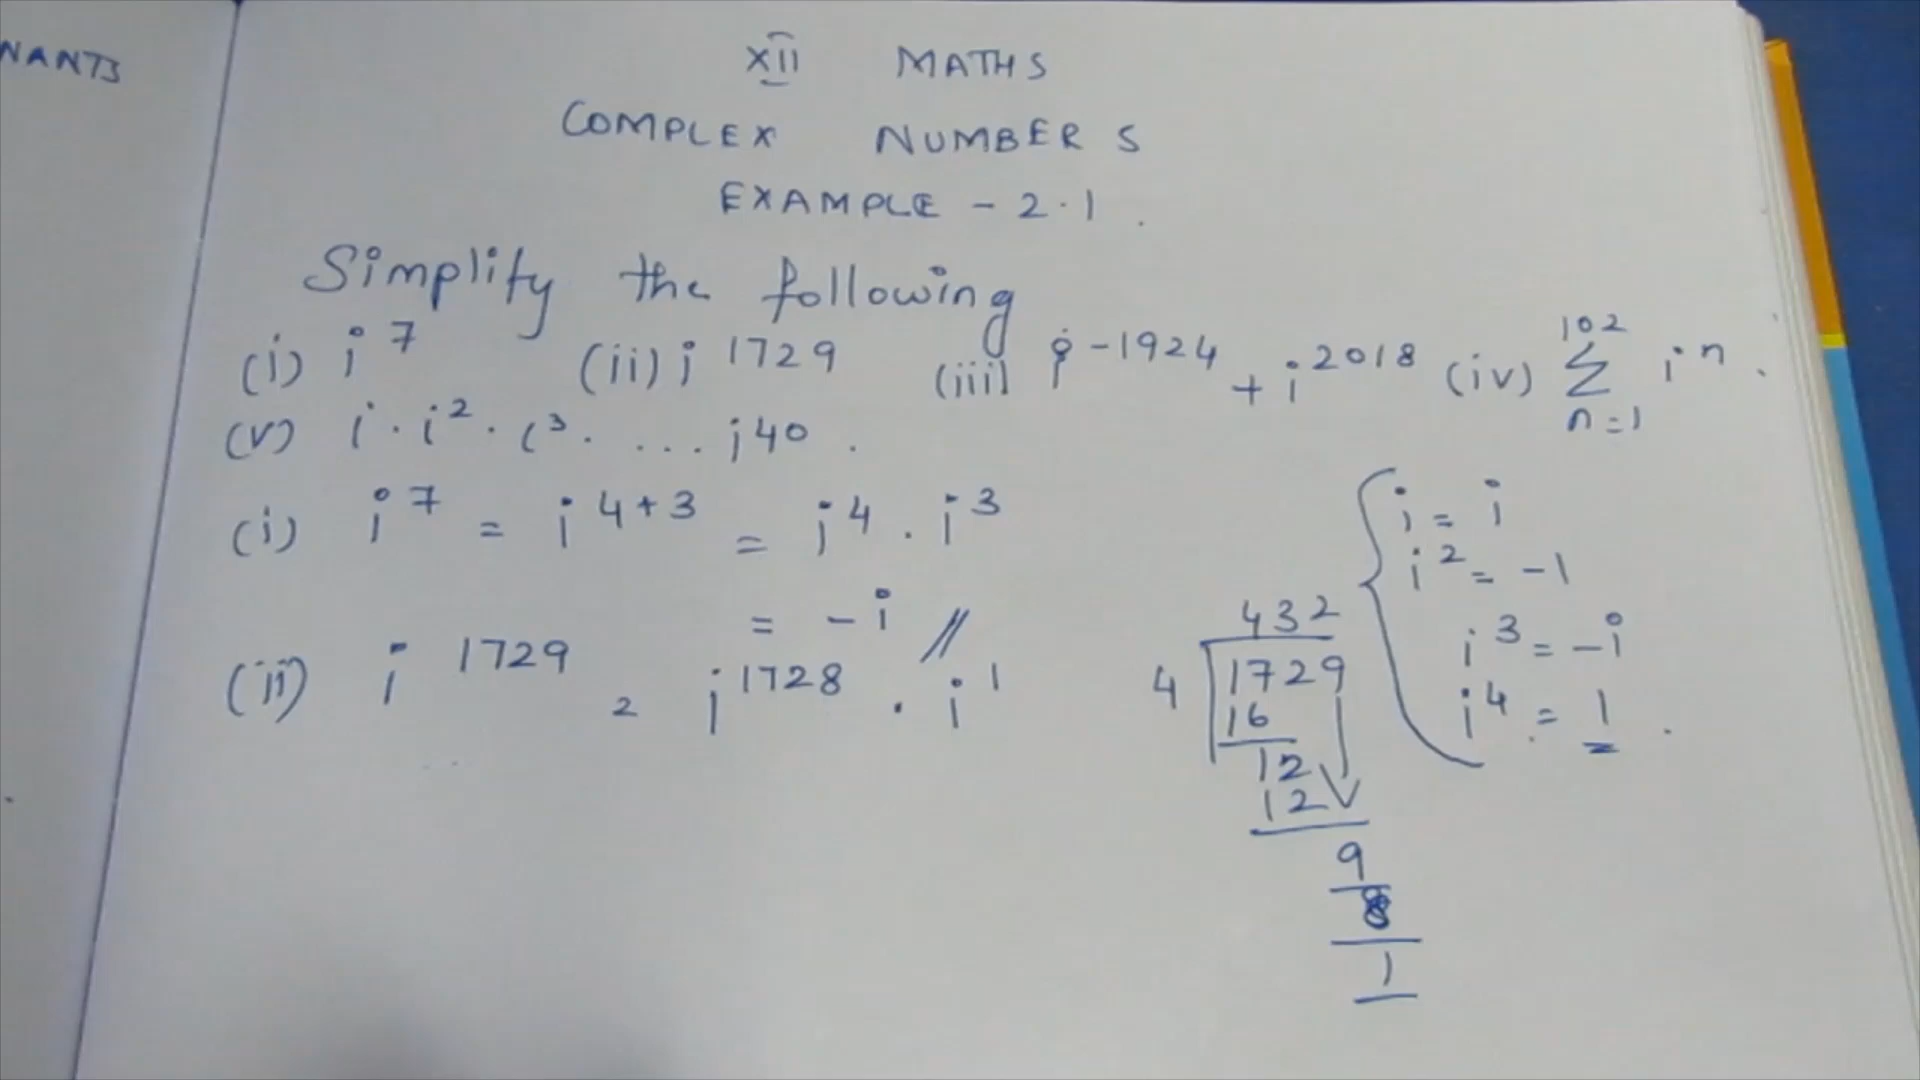 NANTS
XII MATHS
COMPLEX NUMBERS
EXAMPLE - 2.1.
Simplify the following
(i) i^7 (ii) i^1729 (iii) i^-1924 + i^2018 (iv) 102 Σ n=1 i^n.
(v) i . i^2 . i^3 . ... i^40 .
(i) i^7 = i^4+3 = i^4 . i^3
= -i //
(ii) i^1729 = i^1728 . i^1
432
4 1729
16
12
12
9
8
1
i = i
i^2 = -1
i^3 = -i
i^4 = 1 .